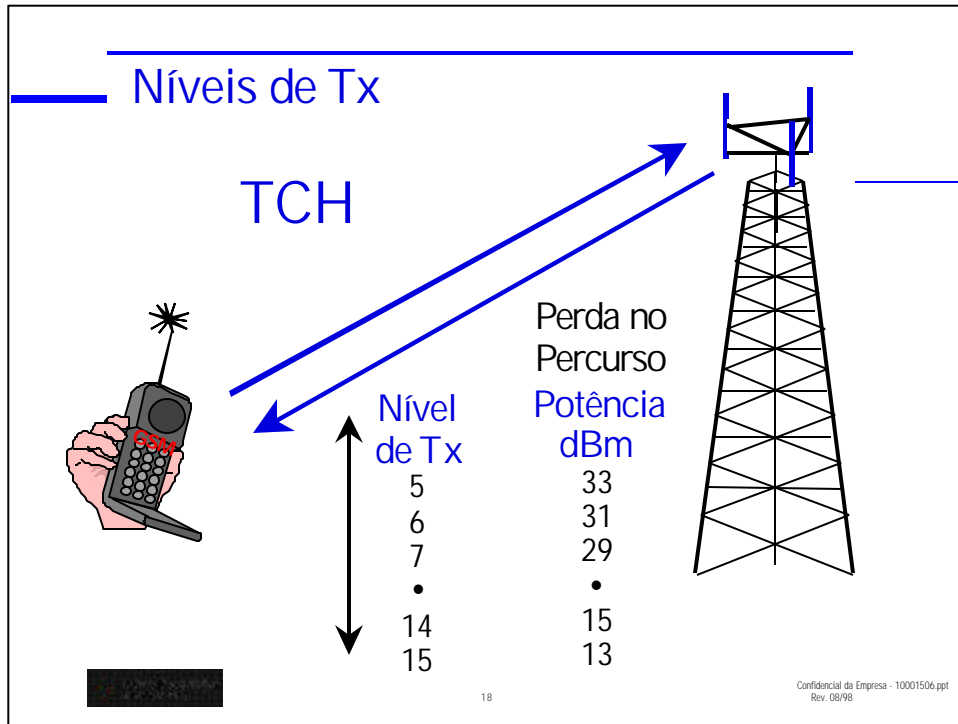 Níveis de Tx
TCH
GSM
Perda no
Percurso
Nível Potência
de Tx dBm
5 33
6 31
7 29
• •
14 15
15 13
18
Confidencial da Empresa - 10001506.ppt
Rev. 08/98